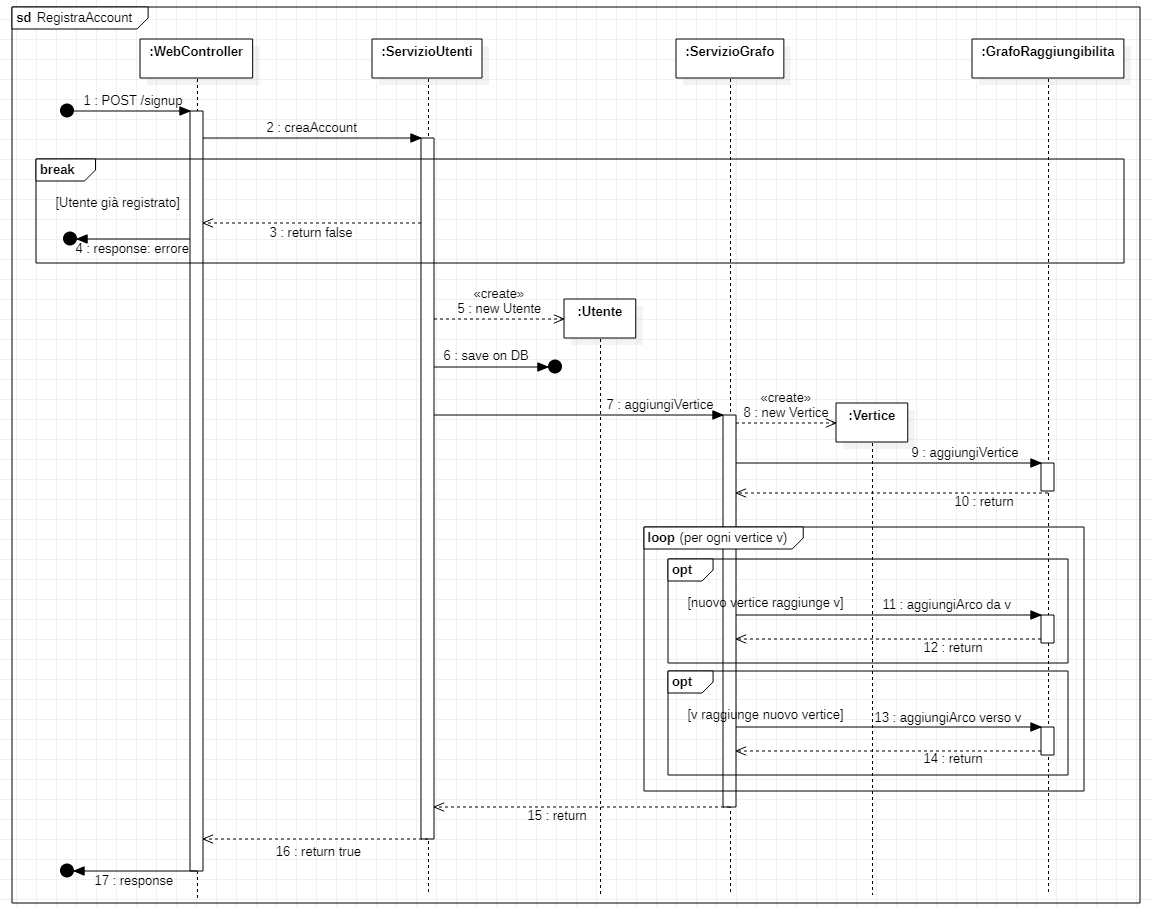 sd RegistraAccount
:WebController
:ServizioUtenti
:ServizioGrafo
:GrafoRaggiungibilita
1 : POST /signup
2 : creaAccount
break
[Utente già registrato]
3 : return false
4 : response: errore
«create»
5 : new Utente
:Utente
6 : save on DB
7 : aggiungiVertice
«create»
8 : new Vertice
:Vertice
9 : aggiungiVertice
10 : return
loop (per ogni vertice v)
opt
[nuovo vertice raggiunge v]
11 : aggiungiArco da v
12 : return
opt
[v raggiunge nuovo vertice]
13 : aggiungiArco verso v
14 : return
15 : return
16 : return true
17 : response